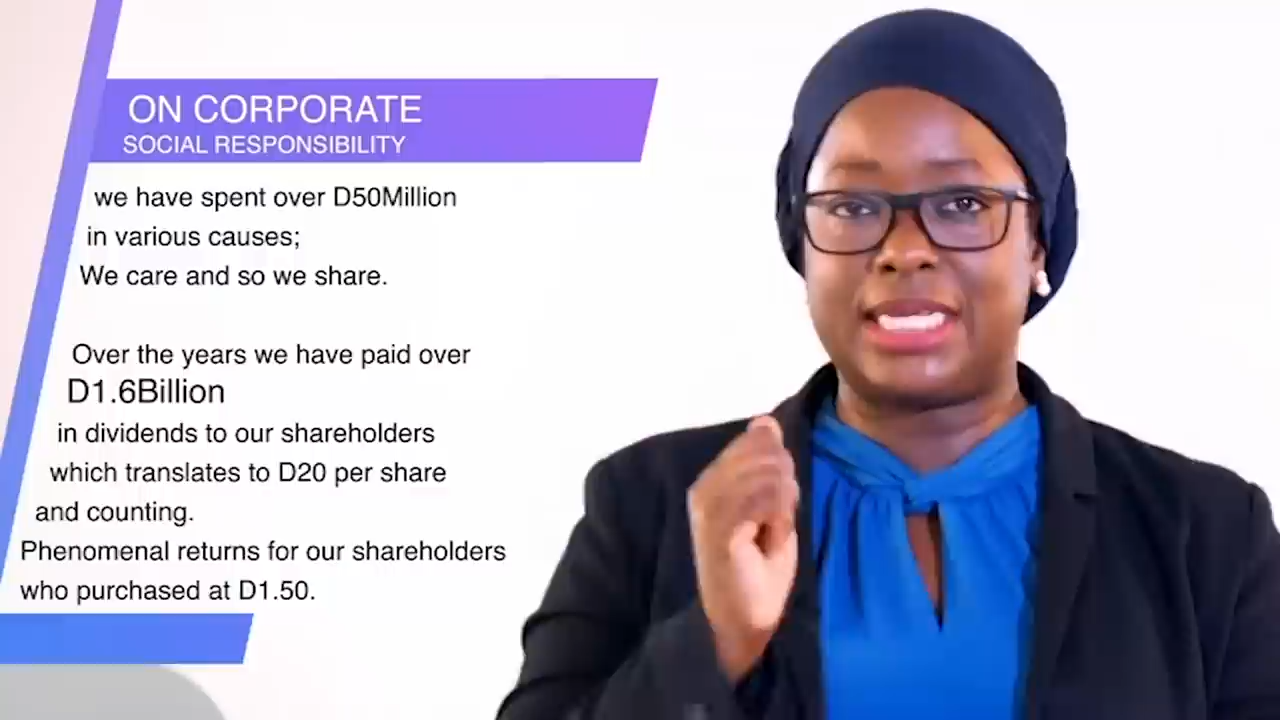 ON CORPORATE
SOCIAL RESPONSIBILITY
we have spent over D50Million
in various causes;
We care and so we share.
Over the years we have paid over
D1.6Billion
in dividends to our shareholders
which translates to D20 per share
and counting.
Phenomenal returns for our shareholders
who purchased at D1.50.